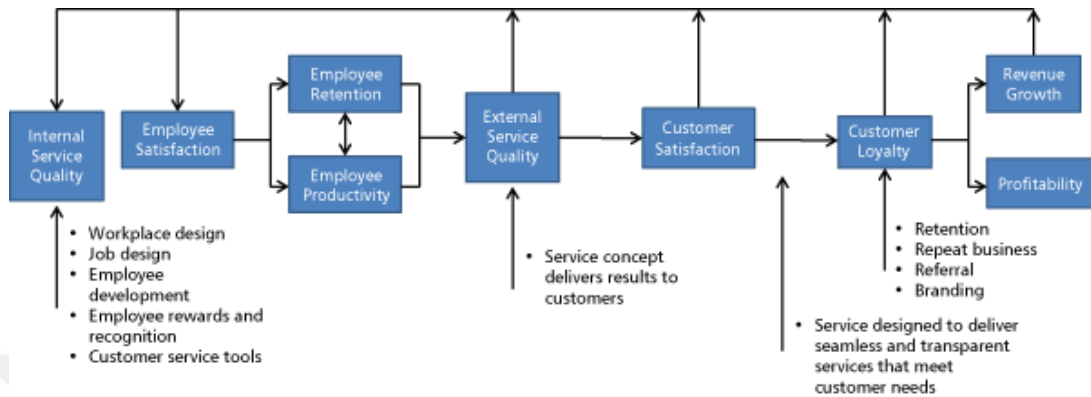 Internal
Service
Quality
Employee
Satisfaction
Employee
Retention
Employee
Productivity
External
Service
Quality
Customer
Satisfaction
Customer
Loyalty
Revenue
Growth
Profitability
• Workplace design
• Job design
• Employee
development
• Employee rewards and
recognition
• Customer service tools
• Service concept
delivers results to
customers
• Retention
• Repeat business
• Referral
• Branding
• Service designed to deliver
seamless and transparent
services that meet
customer needs